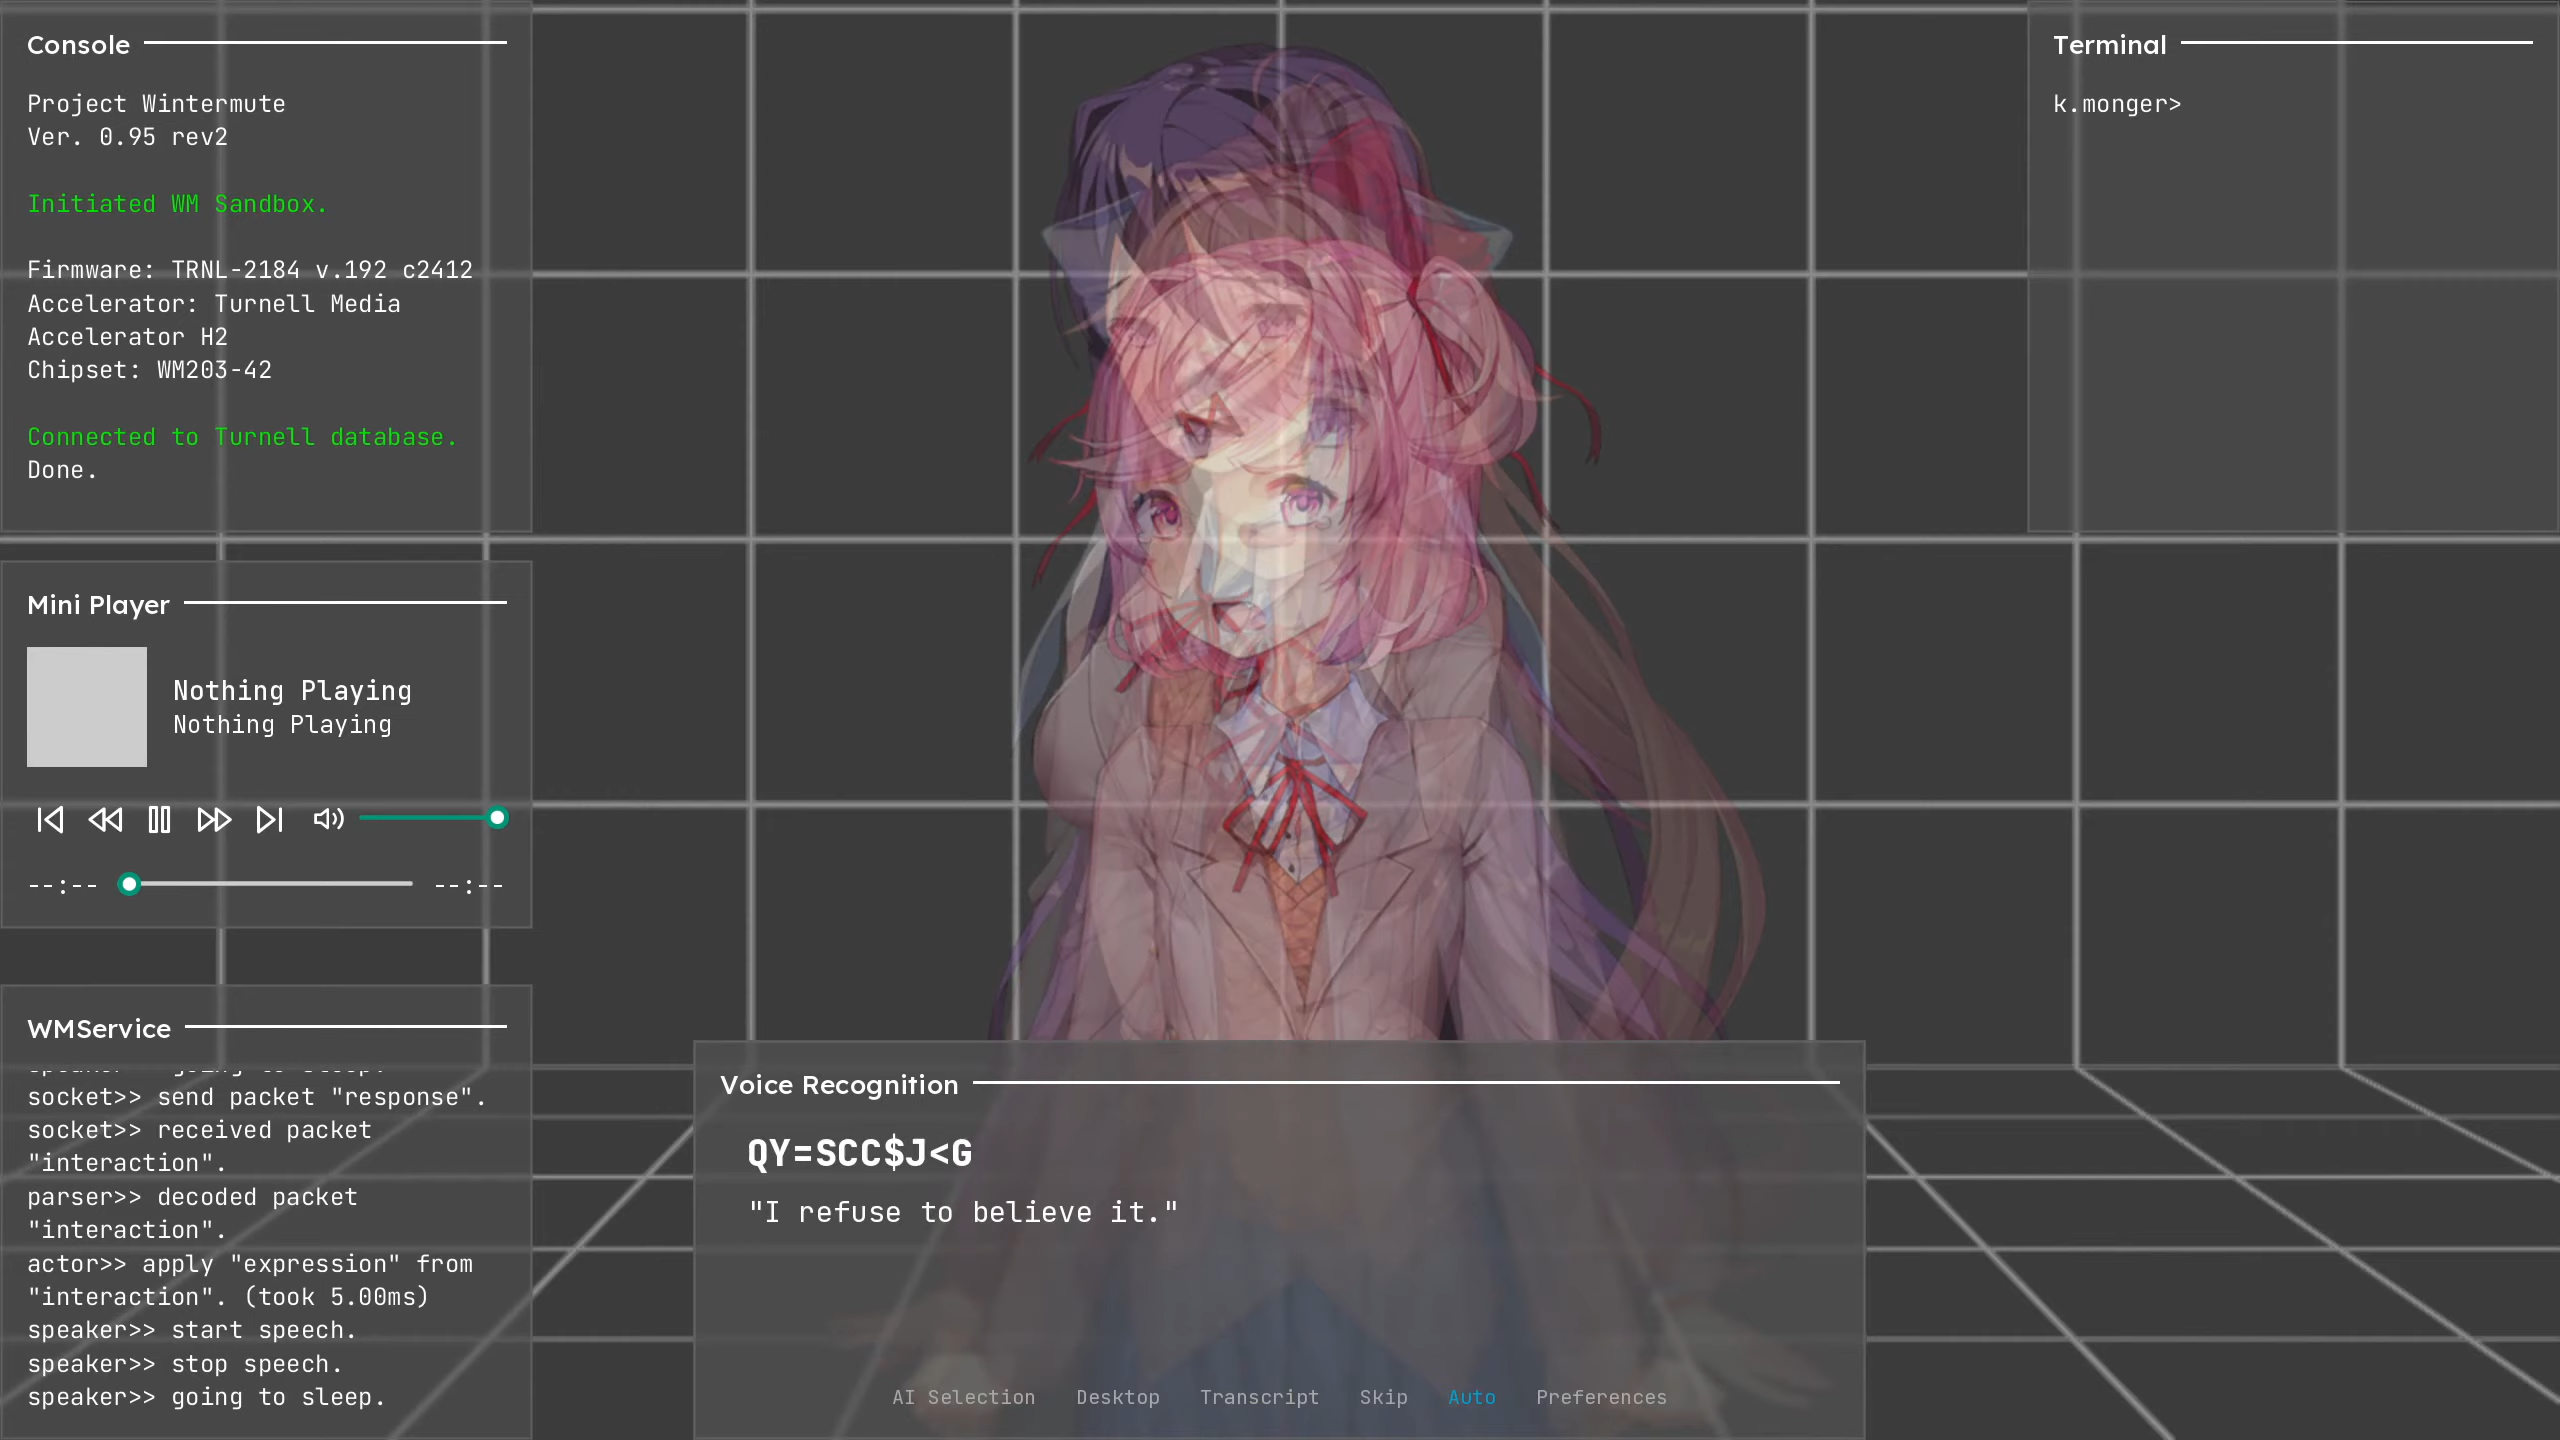 Console
Project Wintermute
Ver. 0.95 rev2
Initiated WM Sandbox.
Firmware: TRNL-2184 v.192 c2412
Accelerator: Turnell Media
Accelerator H2
Chipset: WM203-42
Connected to Turnell database.
Done.
Mini Player
Nothing Playing
Nothing Playing
--:-- --:--
WMService
socket>> send packet "response".
socket>> received packet
"interaction".
parser>> decoded packet
"interaction".
actor>> apply "expression" from
"interaction". (took 5.00ms)
speaker>> start speech.
speaker>> stop speech.
speaker>> going to sleep.
Voice Recognition
QY=SCC$J<G
"I refuse to believe it."
AI Selection Desktop Transcript Skip Auto Preferences
Terminal
k.monger>